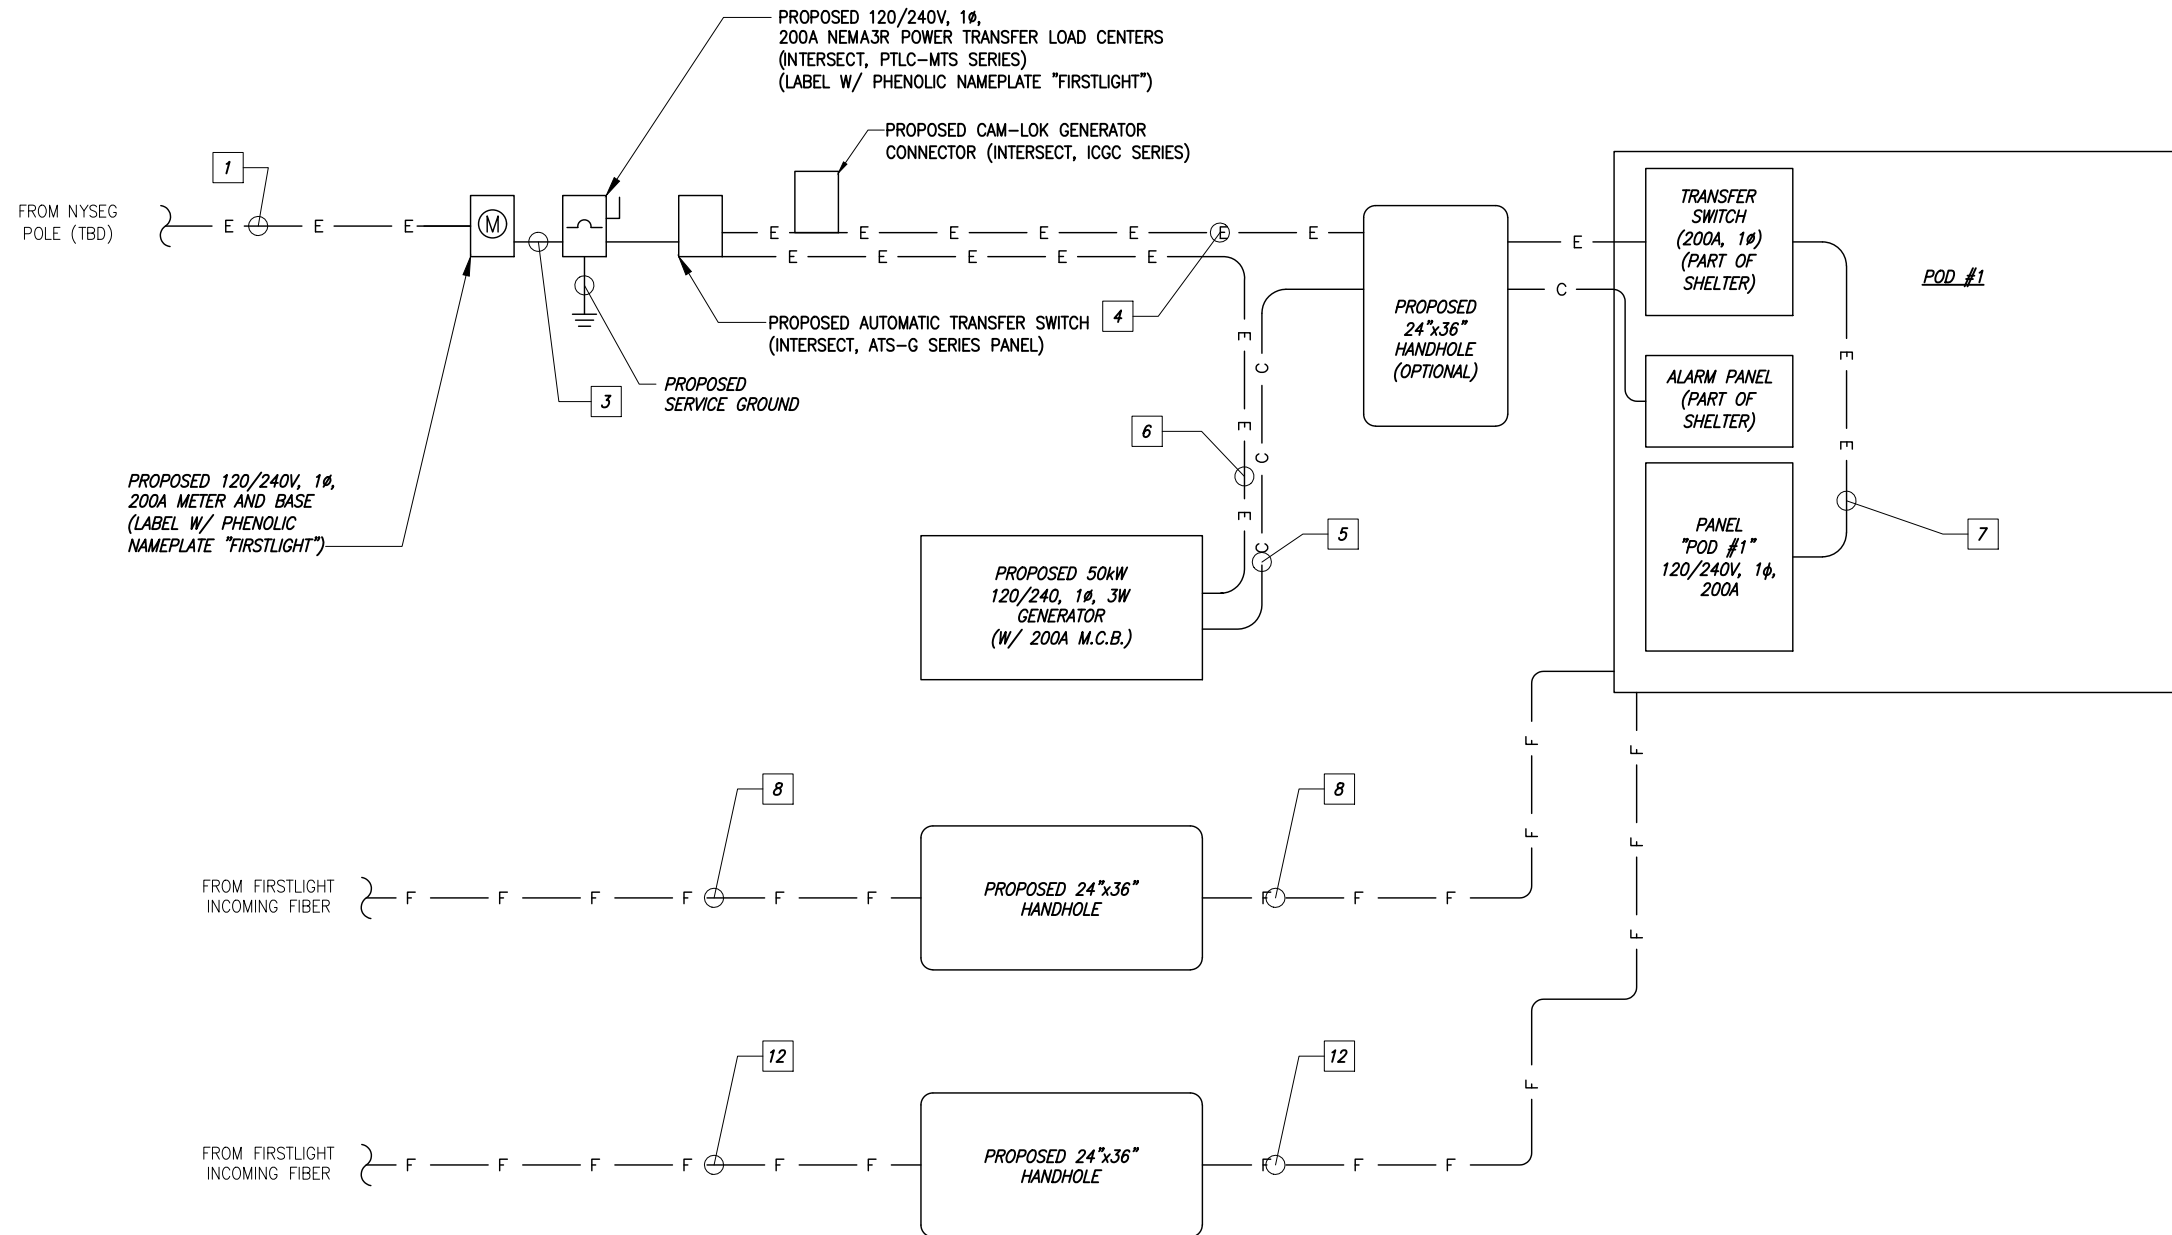 PROPOSED 120/240V, 1ø,
200A NEMA3R POWER TRANSFER LOAD CENTERS
(INTERSECT, PTLC-MTS SERIES)
(LABEL W/ PHENOLIC NAMEPLATE "FIRSTLIGHT")
PROPOSED CAM-LOK GENERATOR
CONNECTOR (INTERSECT, ICGC SERIES)
1
FROM NYSEG
POLE (TBD)
E E E
M
E E E E E E E
E E E E E
PROPOSED AUTOMATIC TRANSFER SWITCH
(INTERSECT, ATS-G SERIES PANEL)
4
PROPOSED
SERVICE GROUND
3
PROPOSED 120/240V, 1ø,
200A METER AND BASE
(LABEL W/ PHENOLIC
NAMEPLATE "FIRSTLIGHT")
E
E
E
C
C
C
6
5
PROPOSED 50kW
120/240, 1ø, 3W
GENERATOR
(W/ 200A M.C.B.)
PROPOSED
24"x36"
HANDHOLE
(OPTIONAL)
E
C
TRANSFER
SWITCH
(200A, 1ø)
(PART OF
SHELTER)
POD #1
ALARM PANEL
(PART OF
SHELTER)
E
E
PANEL
"POD #1"
120/240V, 1ϕ,
200A
7
8
8
FROM FIRSTLIGHT
INCOMING FIBER
F F F F F F
PROPOSED 24"x36"
HANDHOLE
F F F
F
F
F
F
F
12
12
FROM FIRSTLIGHT
INCOMING FIBER
F F F F F F
PROPOSED 24"x36"
HANDHOLE
F F F
F